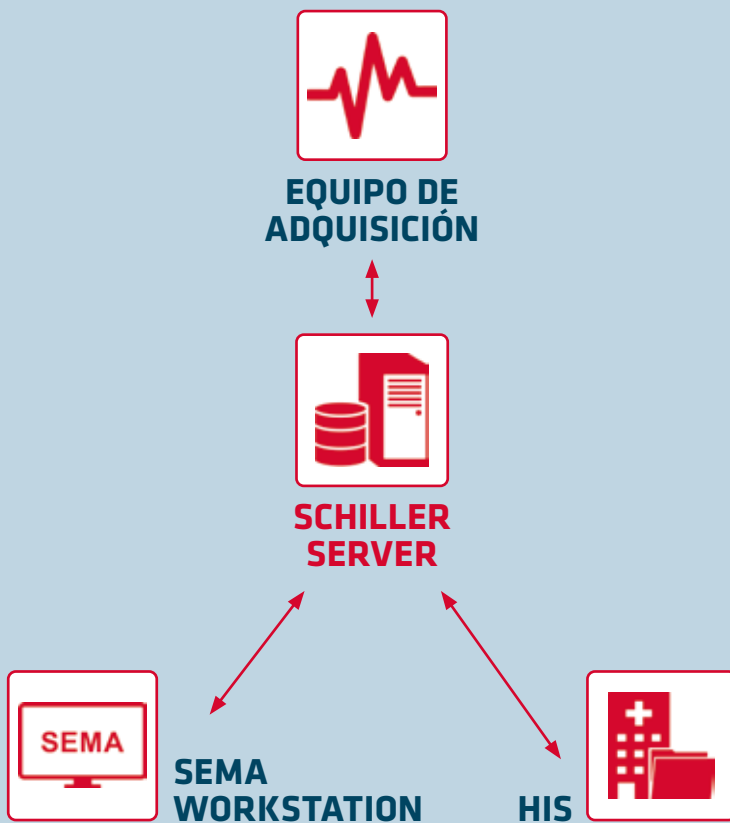 EQUIPO DE
ADQUISICIÓN
SCHILLER
SERVER
SEMA
SEMA
WORKSTATION
HIS